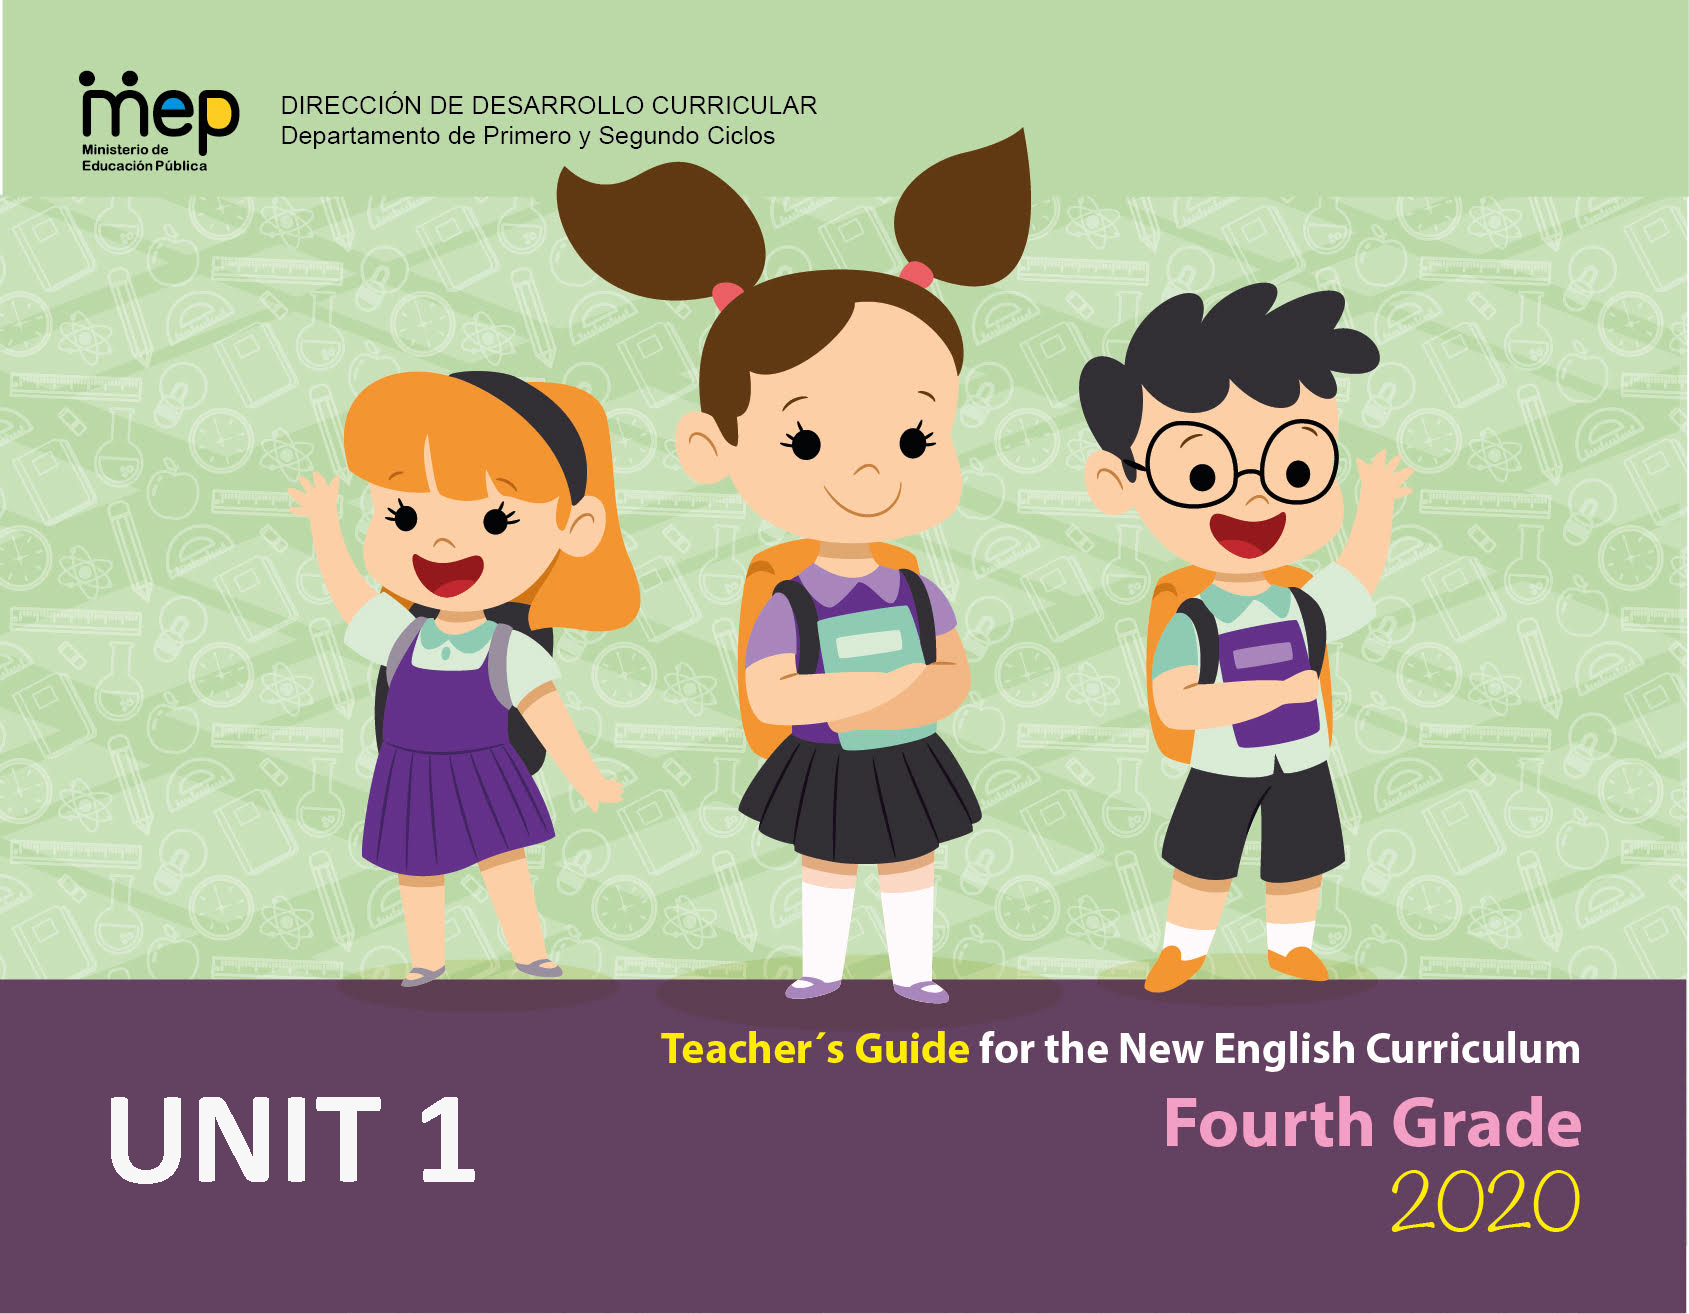 mep
Ministerio de
Educación Pública
DIRECCIÓN DE DESARROLLO CURRICULAR
Departamento de Primero y Segundo Ciclos
Teacher´s Guide for the New English Curriculum
UNIT 1
Fourth Grade
2020